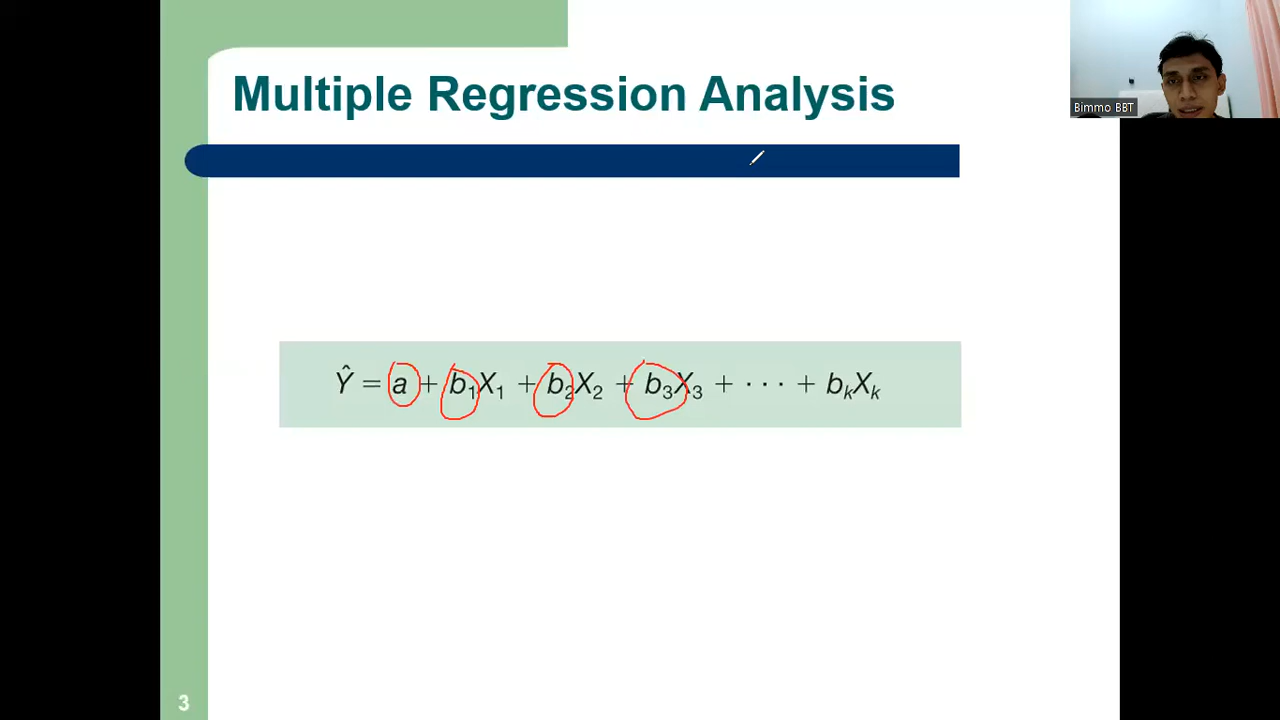 Multiple Regression Analysis
Bimmo BBT
Ŷ = a + b₁X₁ + b₂X₂ + b₃X₃ + · · · + bₖXₖ
3